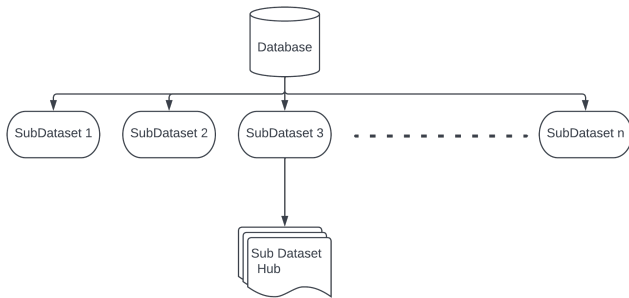 Database
SubDataset 1
SubDataset 2
SubDataset 3
SubDataset n
Sub Dataset
Hub